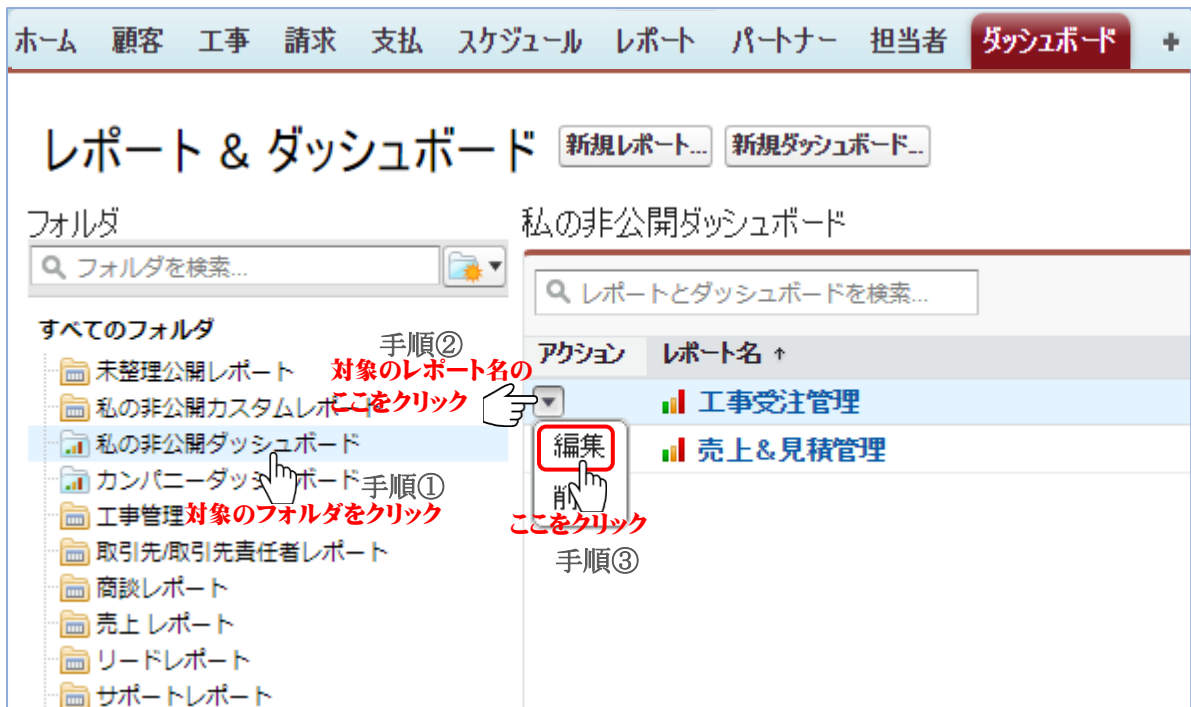 ホーム 顧客 工事 請求 支払 スケジュール レポート パートナー 担当者 ダッシュボード +
レポート & ダッシュボード 新規レポート... 新規ダッシュボード...
フォルダ
フォルダを検索...
すべてのフォルダ
未整理公開レポート
私の非公開カスタムレポート
私の非公開ダッシュボード
カンパニーダッシュボード
工事管理
取引先/取引先責任者レポート
商談レポート
売上 レポート
リードレポート
サポートレポート
手順①
対象のフォルダをクリック
私の非公開ダッシュボード
レポートとダッシュボードを検索...
アクション レポート名 ↑
手順②
対象のレポート名の
ここをクリック
工事受注管理
売上&見積管理
編集
削
ここをクリック
手順③